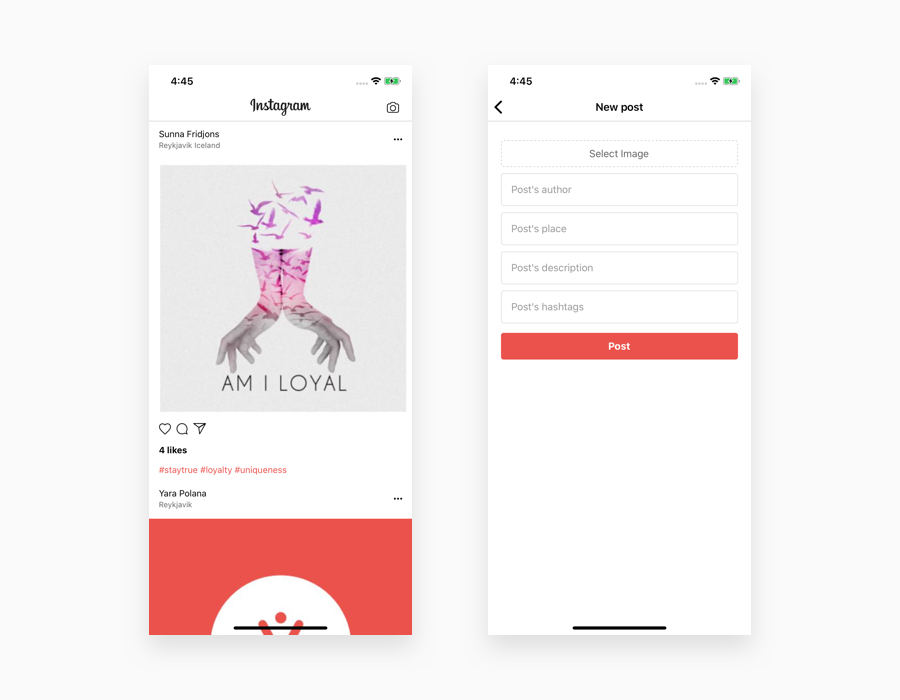 4:45
Instagram
Sunna Fridjons
Reykjavik Iceland
AM I LOYAL
4 likes
#staytrue #loyalty #uniqueness
Yara Polana
Reykjavik
4:45
New post
Select Image
Post's author
Post's place
Post's description
Post's hashtags
Post